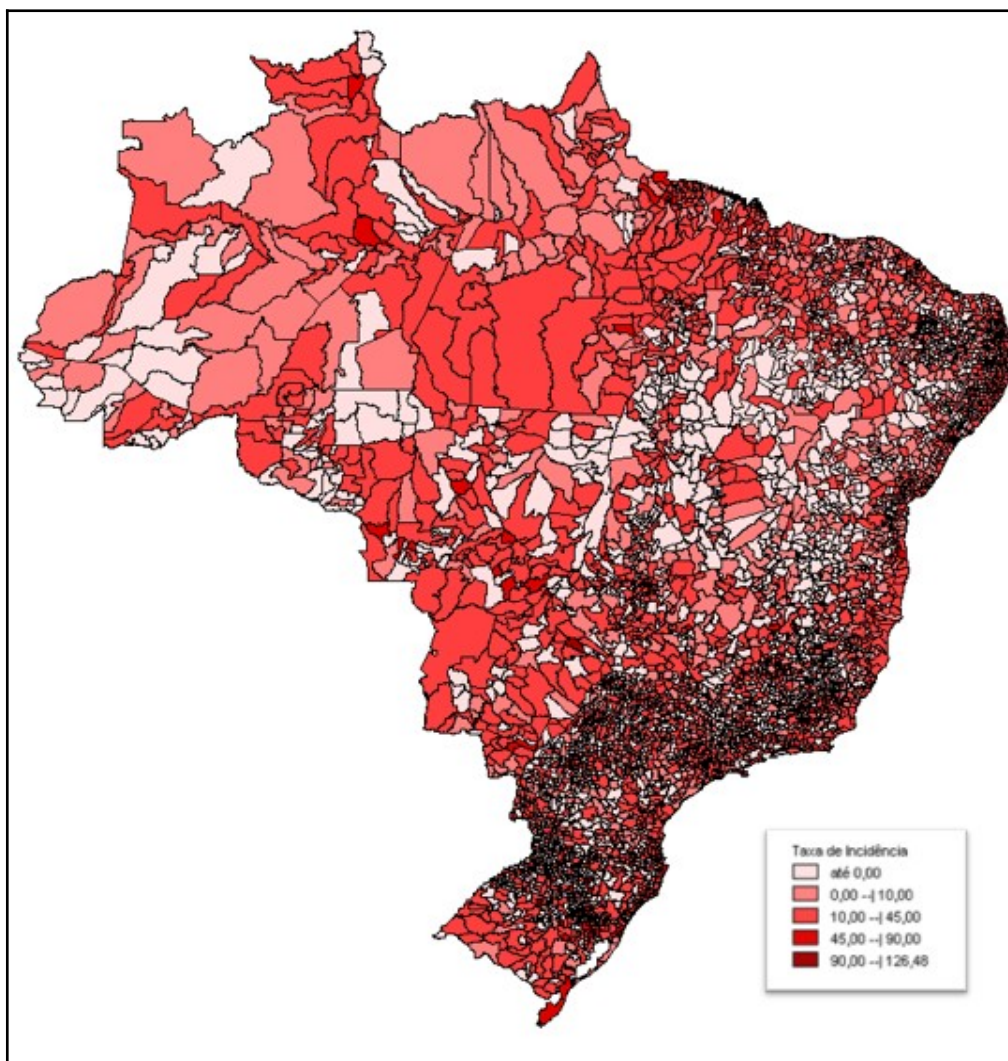 Taxa de Incidência
até 0,00
0,00 --| 10,00
10,00 --| 45,00
45,00 --| 90,00
90,00 --| 126,48